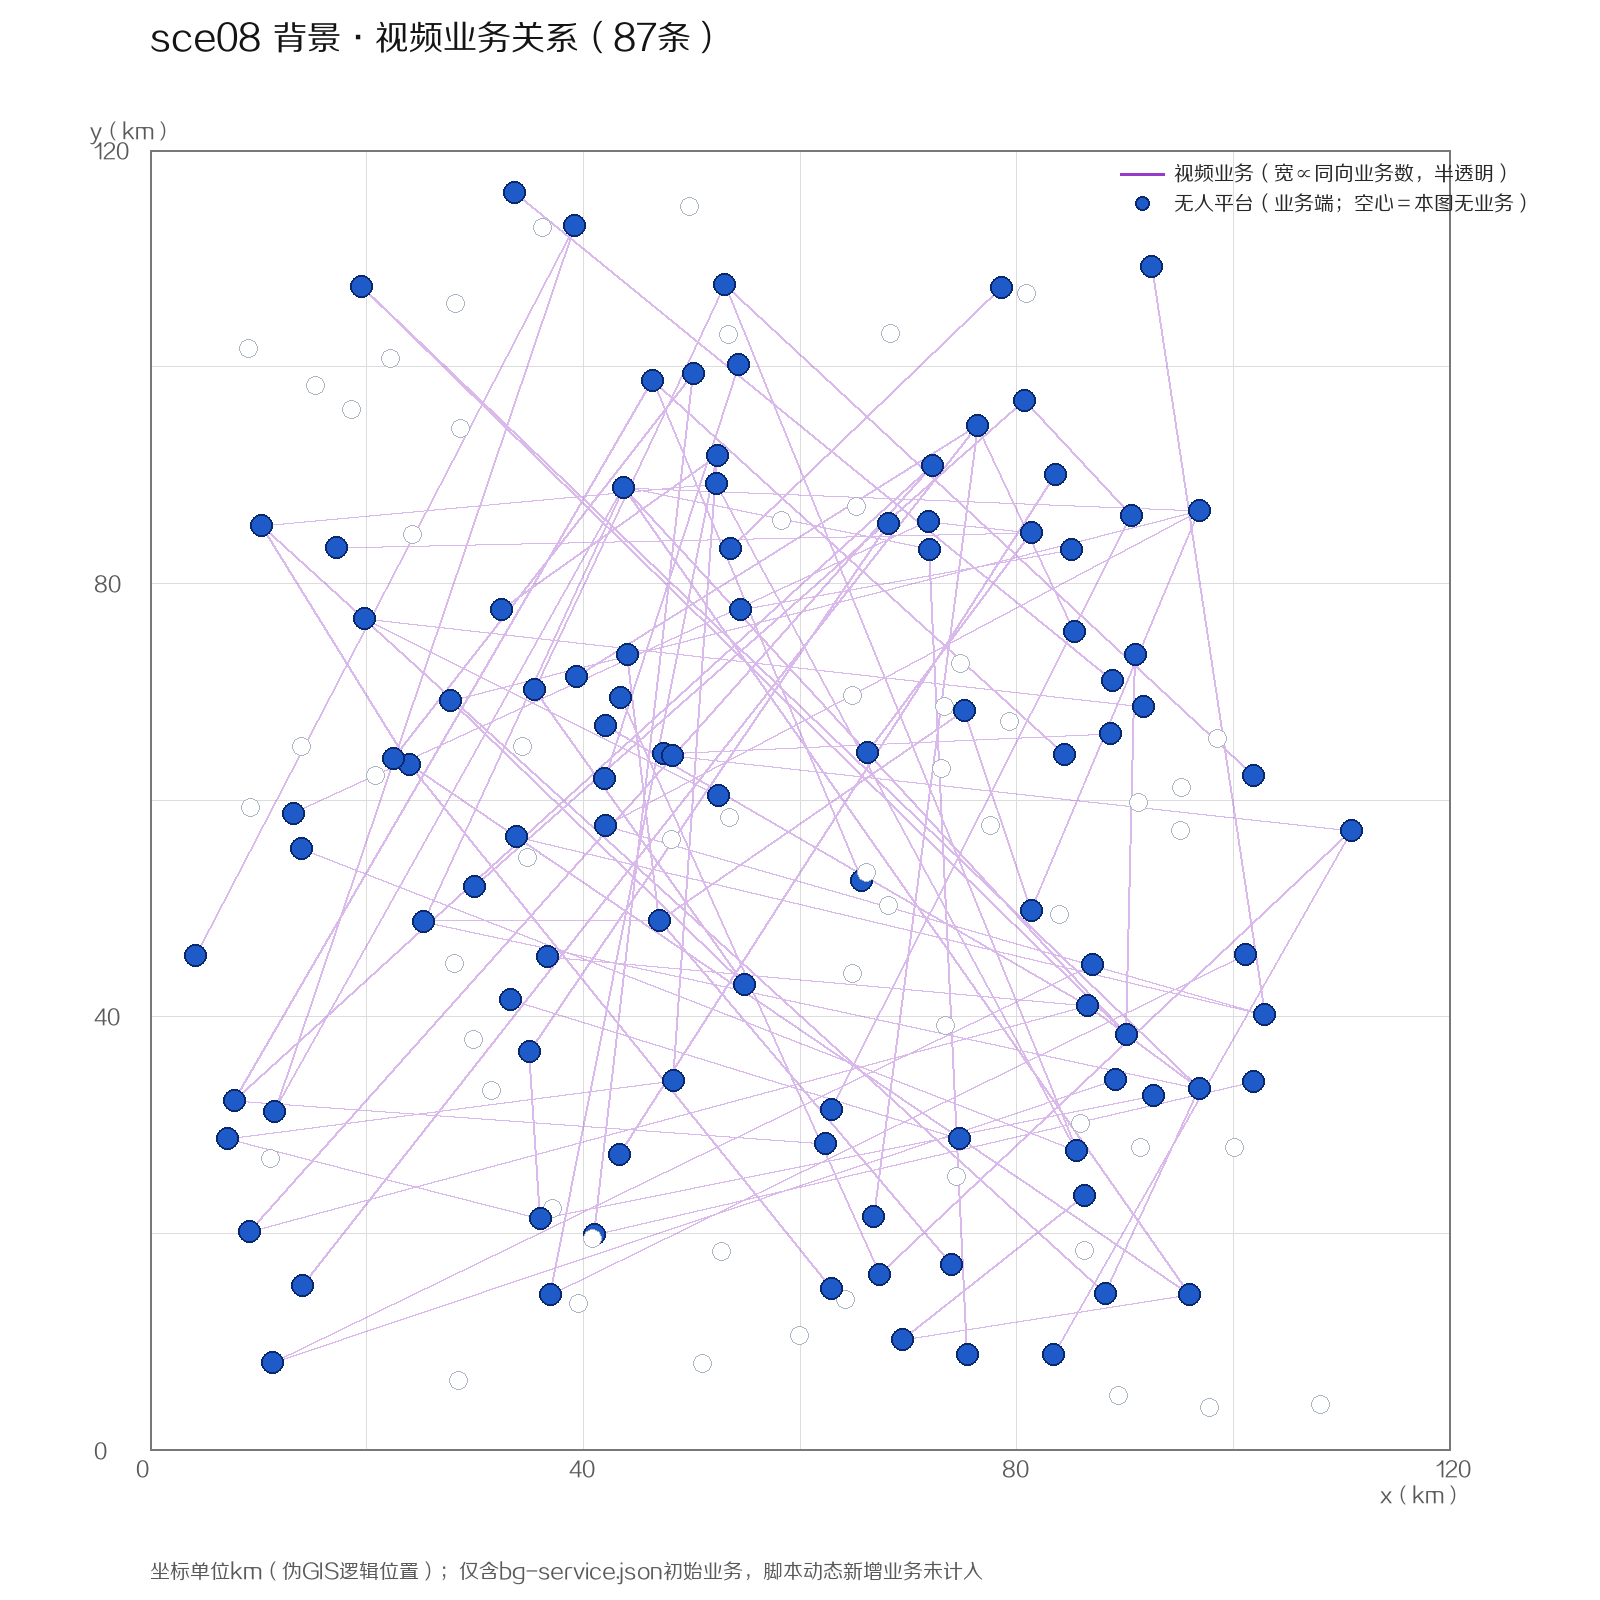 sce08 背景·视频业务关系（87条）
y（km）
120
视频业务（宽∝同向业务数，半透明）
无人平台（业务端；空心=本图无业务）
80
40
0
0 40 80 120
x（km）
坐标单位km（伪GIS逻辑位置）；仅含bg-service.json初始业务，脚本动态新增业务未计入